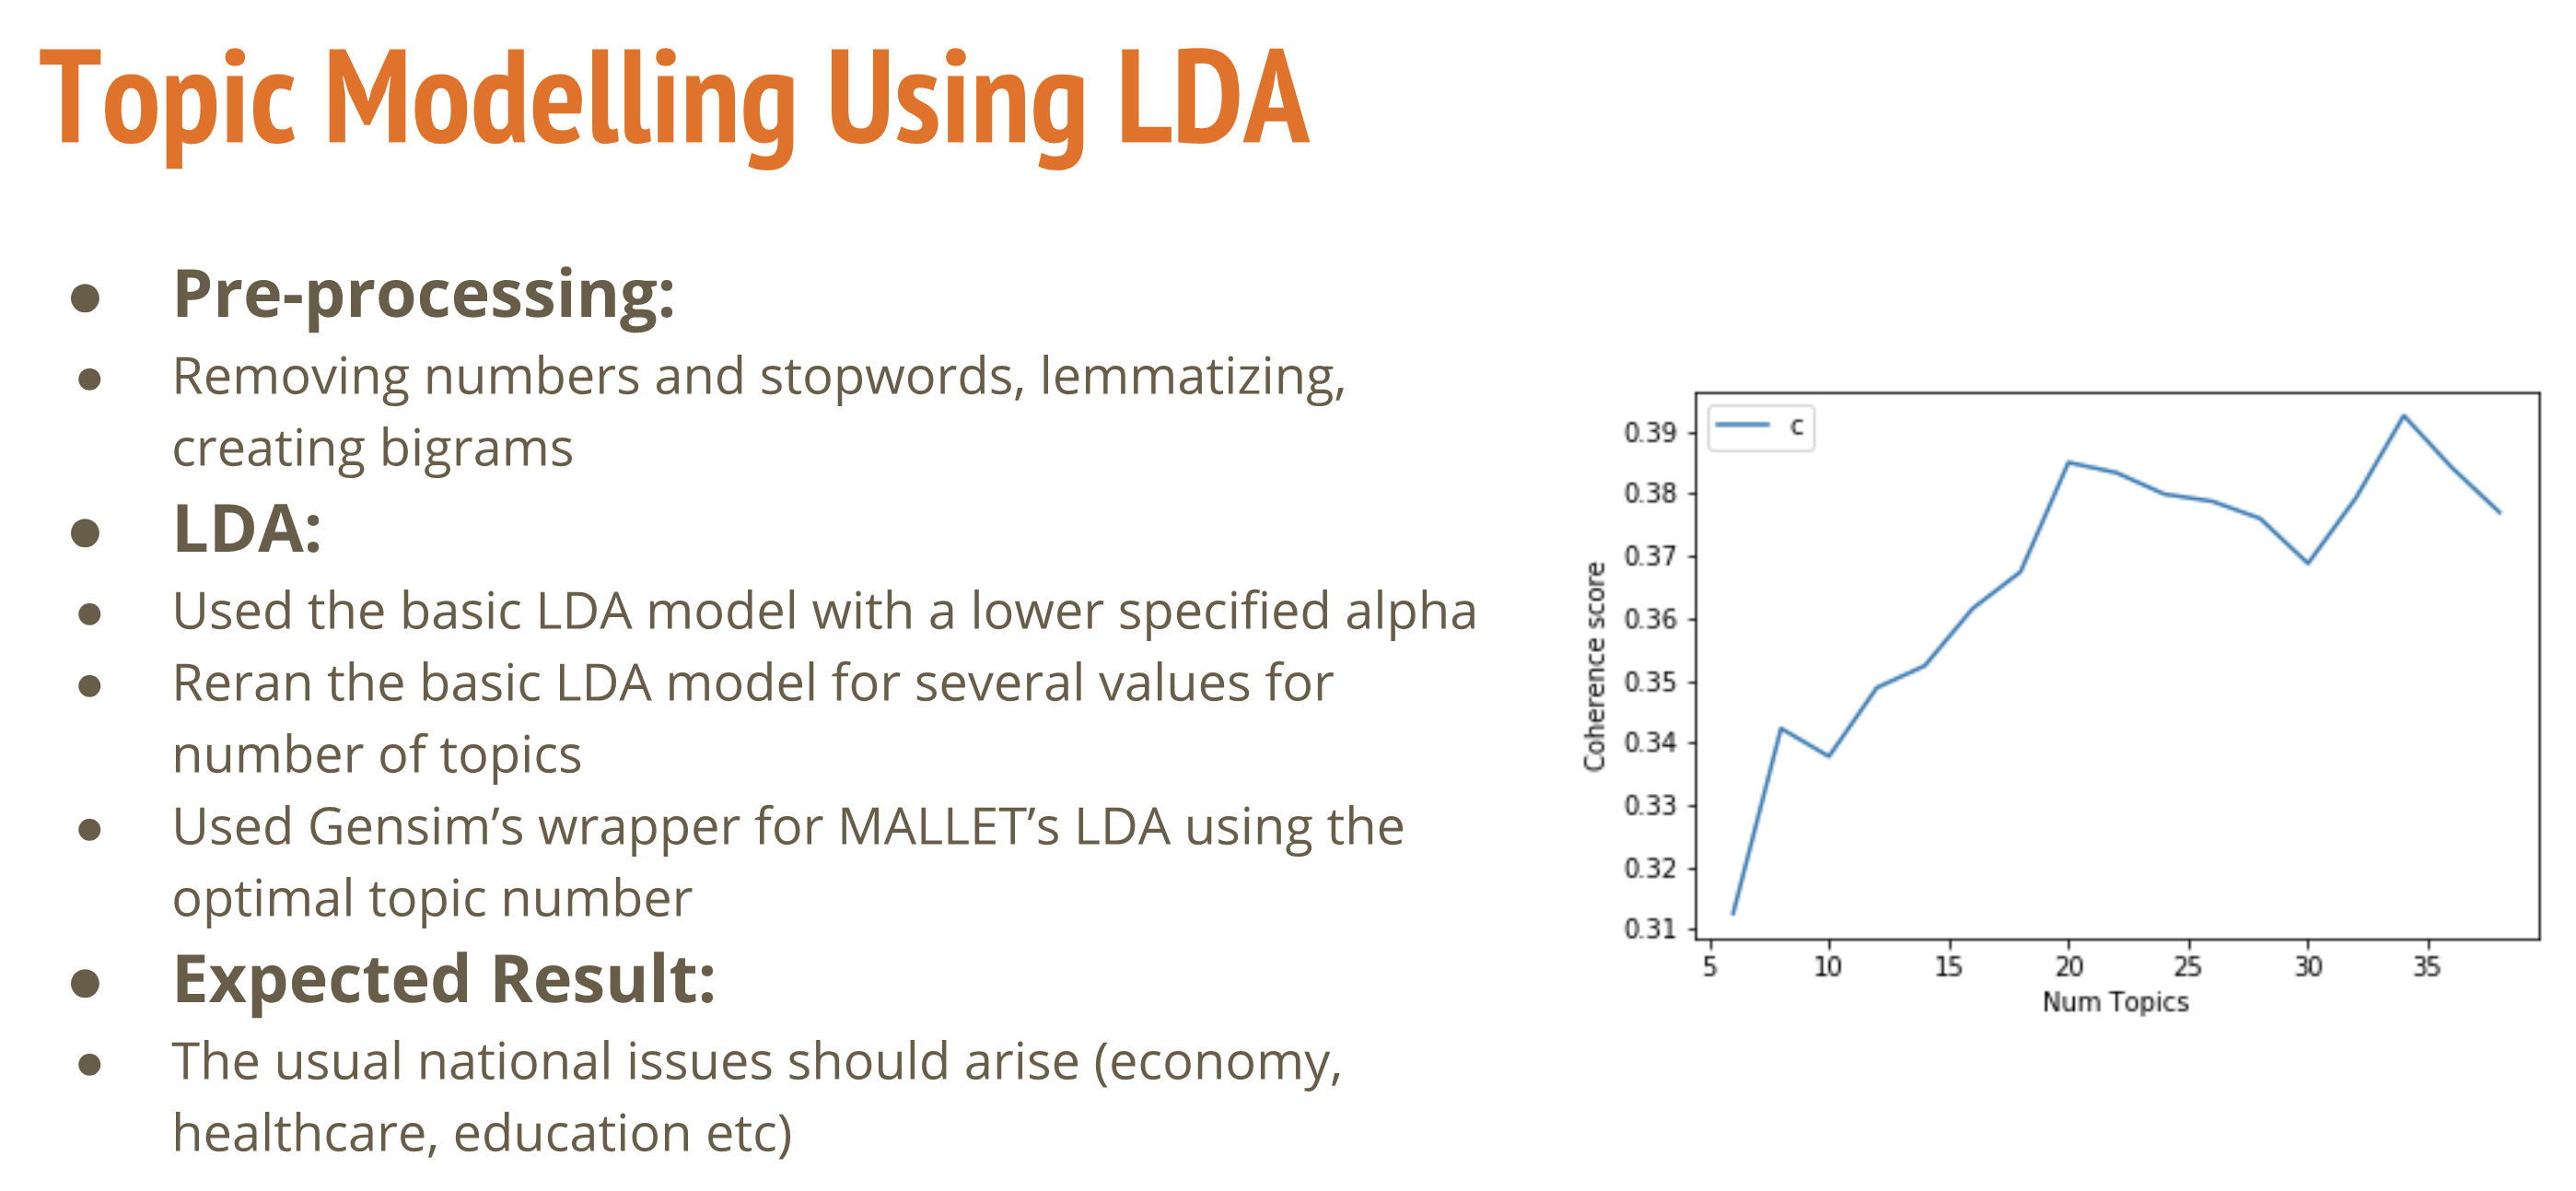 Topic Modelling Using LDA
● Pre-processing:
● Removing numbers and stopwords, lemmatizing,
creating bigrams
● LDA:
● Used the basic LDA model with a lower specified alpha
● Reran the basic LDA model for several values for
number of topics
● Used Gensim’s wrapper for MALLET’s LDA using the
optimal topic number
● Expected Result:
● The usual national issues should arise (economy,
healthcare, education etc)
c
Coherence score
0.39
0.38
0.37
0.36
0.35
0.34
0.33
0.32
0.31
5 10 15 20 25 30 35
Num Topics